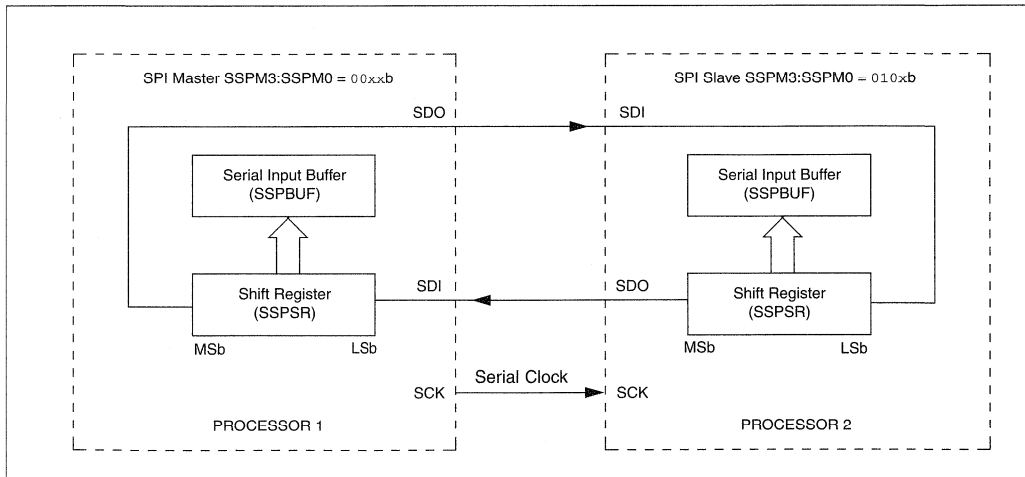 SPI Master SSPM3:SSPM0 = 00xxb
SPI Slave SSPM3:SSPM0 = 010xb
SDO
SDI
Serial Input Buffer
(SSPBUF)
Serial Input Buffer
(SSPBUF)
SDI
SDO
Shift Register
(SSPSR)
Shift Register
(SSPSR)
MSb
LSb
MSb
LSb
Serial Clock
SCK
SCK
PROCESSOR 1
PROCESSOR 2